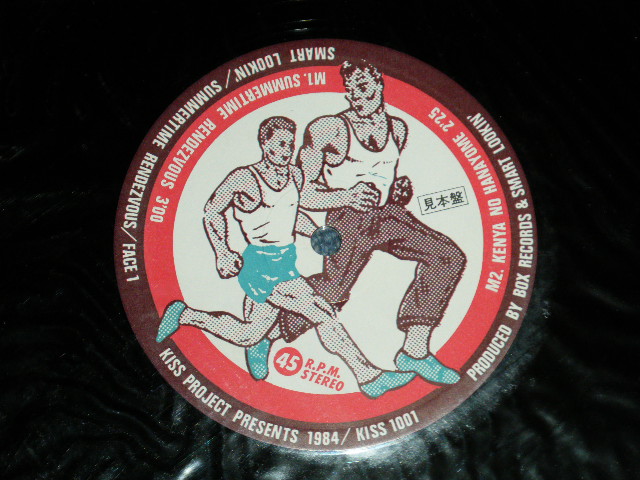 SMART LOOKIN' / SUMMERTIME RENDEZVOUS / FACE 1
M1. SUMMERTIME RENDEZVOUS 3'00
M2. KENYA NO HANAYOME 2'25
見本盤
45 R.P.M.
STEREO
PRODUCED BY BOX RECORDS & SMART LOOKIN'
KISS PROJECT PRESENTS 1984 / KISS 1001